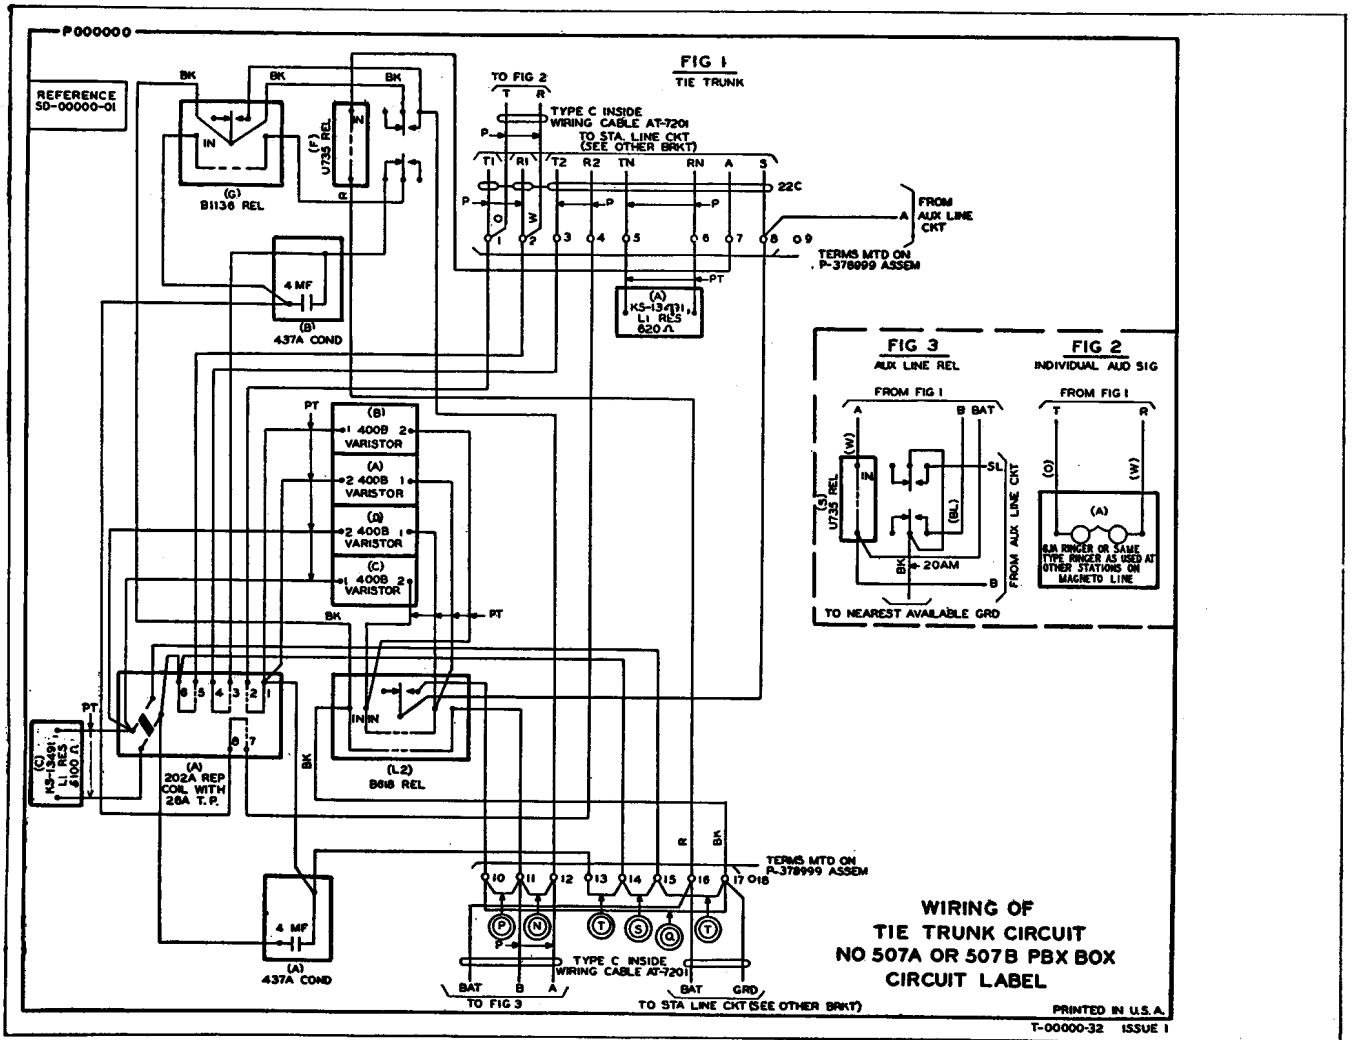 P000000
REFERENCE
SD-00000-01
BK
BK
BK
IN
(G)
B1136 REL
IN
(F)
U735 REL
R
FIG 1
TIE TRUNK
TO FIG 2
T R
TYPE C INSIDE
WIRING CABLE AT-7201
P
TO STA. LINE CKT
(SEE OTHER BRKT)
T1 R1 T2 R2 TN RN A S
22C
P O W P P
1 2 3 4 5 6 7 8 9
A
FROM
AUX LINE
CKT
TERMS MTD ON
P-378999 ASSEM
PT
(A)
L1 RES
620 Ω
4 MF
(B)
437A COND
PT
(B)
1 400B 2
VARISTOR
(A)
2 400B 1
VARISTOR
(D)
2 400B 1
VARISTOR
(C)
1 400B 2
VARISTOR
PT
BK
FIG 3
AUX LINE REL
FROM FIG 1
A B BAT
(W)
IN
(S)
U735 REL
SL
(BL)
BK
20AM
B
FROM AUX LINE CKT
TO NEAREST AVAILABLE GRD
FIG 2
INDIVIDUAL AUD SIG
FROM FIG 1
T R
(O) (W)
(A)
RINGER OR SAME
TYPE RINGER AS USED AT
OTHER STATIONS ON
MAGNETO LINE
6 5 4 3 2 1
8 7
(A)
202A REP
COIL WITH
26A T.P.
PT
(C)
KS-13491
L1 RES
6100 Ω
IN IN
(L2)
B618 REL
BK
R
BK
TERMS MTD ON
P-378999 ASSEM
10 11 12 13 14 15 16 17 18
P N T S Q T
P
4 MF
(A)
437A COND
TYPE C INSIDE
WIRING CABLE AT-7201
BAT B A BAT GRD
TO FIG 3
TO STA LINE CKT (SEE OTHER BRKT)
WIRING OF
TIE TRUNK CIRCUIT
NO 507A OR 507B PBX BOX
CIRCUIT LABEL
PRINTED IN U.S.A.
T-00000-32 ISSUE 1